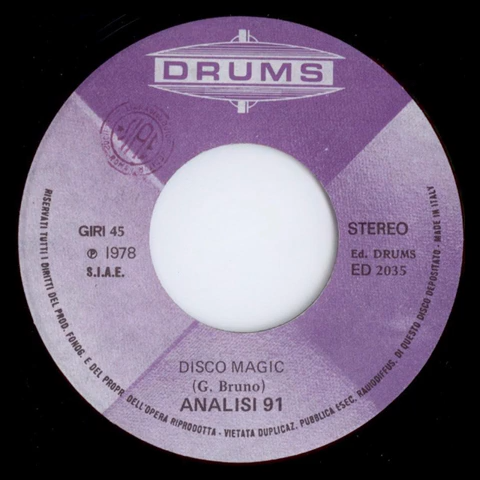 DRUMS
GIRI 45
℗ 1978
S.I.A.E.
STEREO
Ed. DRUMS
ED 2035
DISCO MAGIC
(G. Bruno)
ANALISI 91
RISERVATI TUTTI I DIRITTI DEL PROD. FONOG. E DEL PROPR. DELL'OPERA RIPRODOTTA - VIETATA DUPLICAZ. PUBBLICA ESEC. RADIODIFFUS. DI QUESTO DISCO DEPOSITATO - MADE IN ITALY